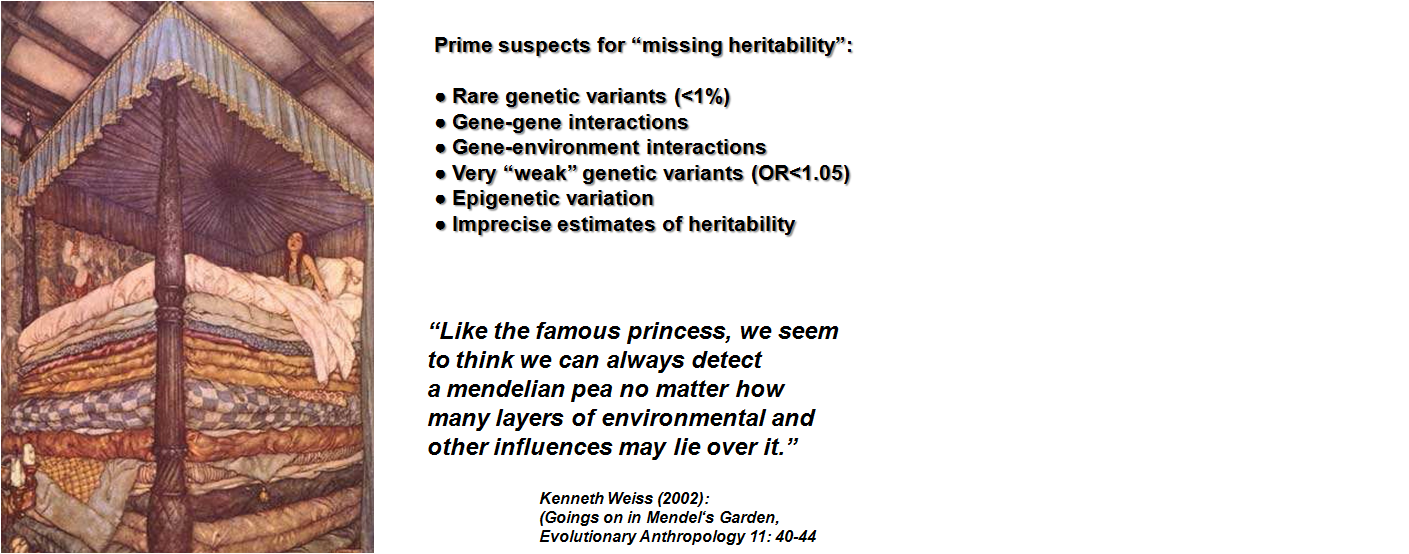 Prime suspects for “missing heritability”:
● Rare genetic variants (<1%)
● Gene-gene interactions
● Gene-environment interactions
● Very “weak” genetic variants (OR<1.05)
● Epigenetic variation
● Imprecise estimates of heritability
“Like the famous princess, we seem
to think we can always detect
a mendelian pea no matter how
many layers of environmental and
other influences may lie over it.”
Kenneth Weiss (2002):
(Goings on in Mendel‘s Garden,
Evolutionary Anthropology 11: 40-44